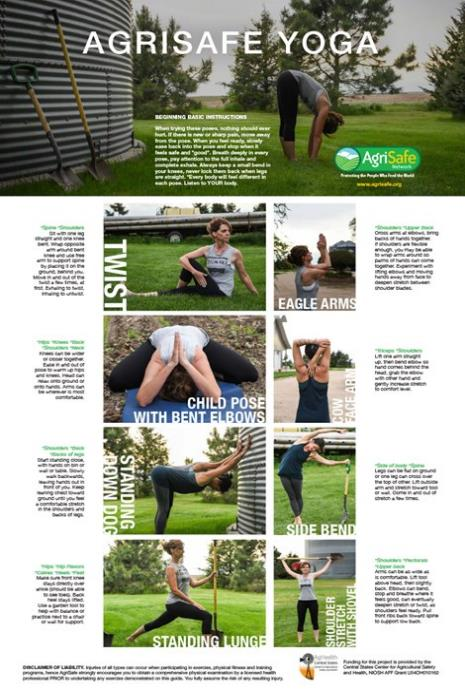 AGRISAFE YOGA
BEGINNING BASIC INSTRUCTIONS
When trying these poses, nothing should ever
hurt. If there is new or sharp pain, move away
from the pose. When you feel ready, slowly
ease back into the pose and stop when it
feels safe and "good". Breath deeply in every
pose, pay attention to the full inhale and
complete exhale. Always keep a small bend in
your knees, never lock them back when legs
are straight. *Every body will feel different in
each pose. Listen to YOUR body.
AgriSafe
Network
Protecting the People Who Feed the World
www.agrisafe.org
*Spine *Shoulders
Sit with one leg
straight and one knee
bent. Wrap opposite
arm around bent
knee and use free
arm to support spine
by placing it on the
ground, behind you.
Move in and out of the
twist a few times, at
first. Exhaling to twist,
inhaling to untwist.
TWIST
EAGLE ARMS
*Shoulders *Upper Back
Cross arms at elbows, bring
backs of hands together.
If shoulders are flexible
enough, you may be able
to wrap arms around so
palms of hands can come
together. Experiment with
lifting elbows and moving
hands away from face to
deepen stretch between
shoulder blades.
*Hips *Knees *Back
*Shoulders *Neck
Knees can be wider
or closer together.
Ease in and out of
pose to warm up hips
and knees. Head can
relax onto ground or
onto hands. Arms can
be wherever is most
comfortable.
CHILD POSE
WITH BENT ELBOWS
COW
FACE ARMS
*Triceps *Shoulders
Lift one arm straight
up, then bend elbow so
hand comes behind the
head, grab the elbow
with other hand and
gently increase stretch
to comfort level.
*Shoulders *Back
*Backs of legs
Start standing close,
with hands on bin or
wall or table. Slowly
walk backwards,
leaving hands out in
front of you. Keep
leaning chest toward
ground until you feel
a comfortable stretch
in the shoulders and
backs of legs.
STANDING
DOWN DOG
SIDE BEND
*Side of body *Spine
Legs can be flat on ground
or one leg can cross over
the top of other. Lift outside
arm and stretch toward tool
or wall. Come in and out of
stretch a few times.
*Hips *Hip Flexors
*Calves *Heels *Feet
Make sure front knee
stays directly over
ankle (should be able
to see toes). Back
heel stays lifted.
Use a garden tool to
help with balance or
practice next to a chair
or wall for support.
STANDING LUNGE
SHOULDER
STRETCH
WITH SHOVEL
*Shoulders *Pectorals
*Upper back
Arms can be as wide as
is comfortable. Lift tool
above head, then slightly
back. Elbows can bend,
stop and breathe where it
feels good, can eventually
deepen stretch or twist, as
shoulders feel ready. Pull
front ribs back toward spine
to support low back.
DISCLAIMER OF LIABILITY. Injuries of all types can occur when participating in exercise, physical fitness and training
programs, hence AgriSafe strongly encourages you to obtain a comprehensive physical examination by a licensed health
professional PRIOR to undertaking any exercise demonstrated on this guide. You fully assume the risk of any resulting injury.
Funding for this project is provided by the
Central States Center for Agricultural Safety
and Health, and NIOSH AFF Grant U54OH010162